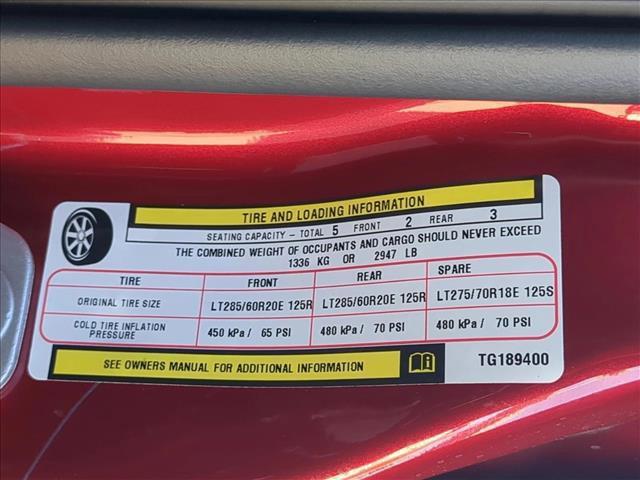 TIRE AND LOADING INFORMATION
SEATING CAPACITY - TOTAL 5 FRONT 2 REAR 3
THE COMBINED WEIGHT OF OCCUPANTS AND CARGO SHOULD NEVER EXCEED
1336 KG OR 2947 LB
TIRE FRONT REAR SPARE
ORIGINAL TIRE SIZE LT285/60R20E 125R LT285/60R20E 125R LT275/70R18E 125S
COLD TIRE INFLATION PRESSURE 450 kPa / 65 PSI 480 kPa / 70 PSI 480 kPa / 70 PSI
SEE OWNERS MANUAL FOR ADDITIONAL INFORMATION TG189400